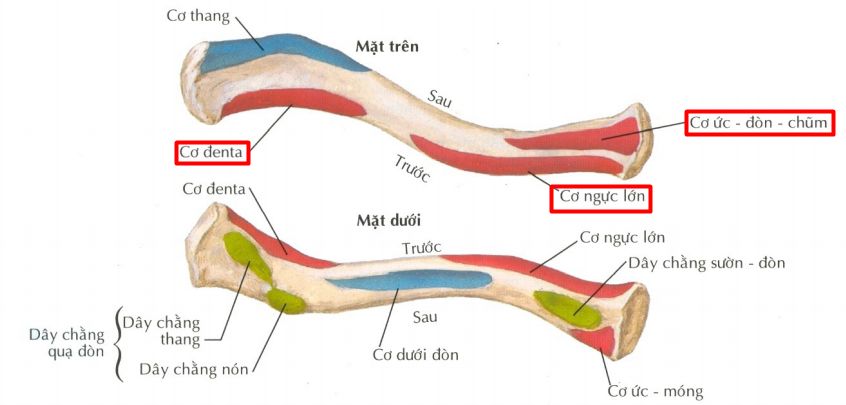 Cơ thang
Mặt trên
Sau
Cơ ức - đòn - chũm
Cơ đenta
Trước
Cơ ngực lớn
Cơ đenta
Mặt dưới
Trước
Cơ ngực lớn
Dây chằng sườn - đòn
Sau
Dây chằng
quạ đòn
Dây chằng
thang
Dây chằng nón
Cơ dưới đòn
Cơ ức - móng